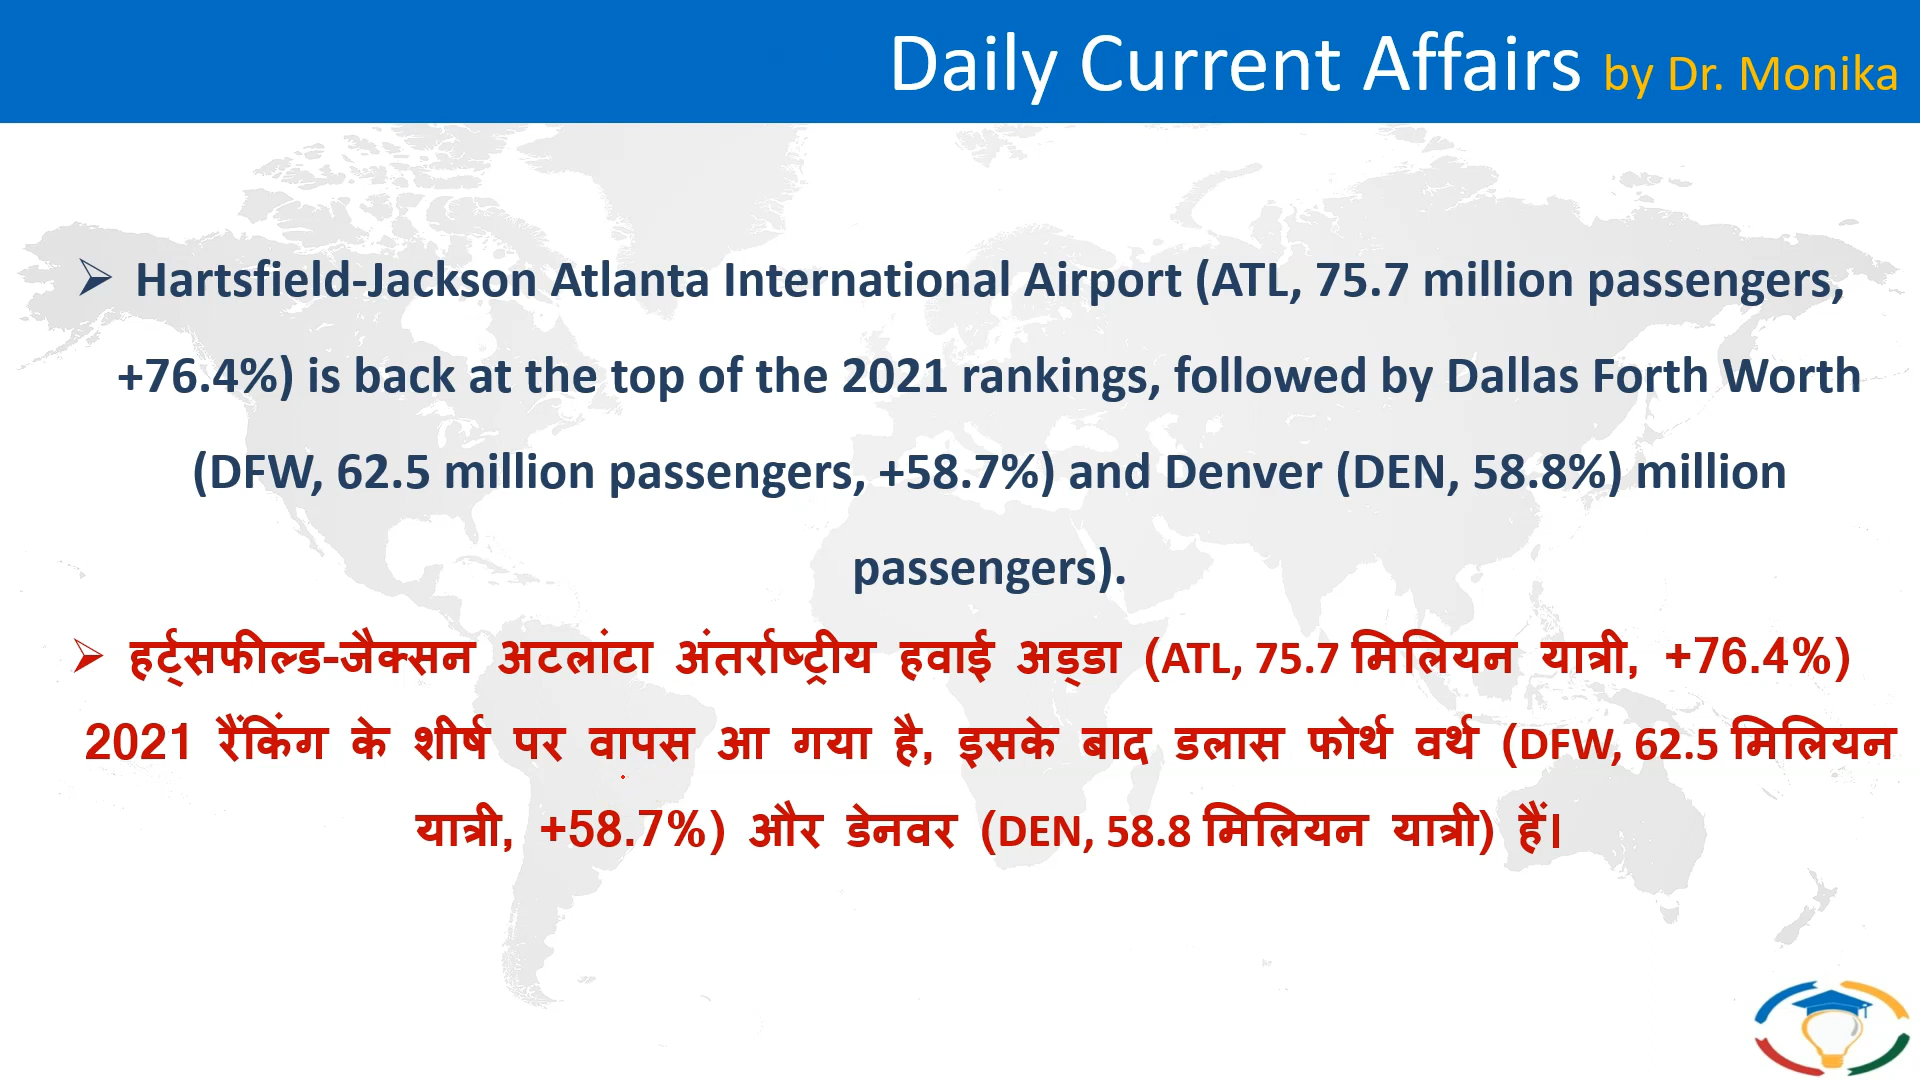 Daily Current Affairs by Dr. Monika
➢ Hartsfield-Jackson Atlanta International Airport (ATL, 75.7 million passengers,
+76.4%) is back at the top of the 2021 rankings, followed by Dallas Forth Worth
(DFW, 62.5 million passengers, +58.7%) and Denver (DEN, 58.8%) million
passengers).
➢ हर्ट्सफील्ड-जैक्सन अटलांटा अंतर्राष्ट्रीय हवाई अड्डा (ATL, 75.7 मिलियन यात्री, +76.4%)
2021 रैंकिंग के शीर्ष पर वापस आ गया है, इसके बाद डलास फोर्थ वर्थ (DFW, 62.5 मिलियन
यात्री, +58.7%) और डेनवर (DEN, 58.8 मिलियन यात्री) हैं।